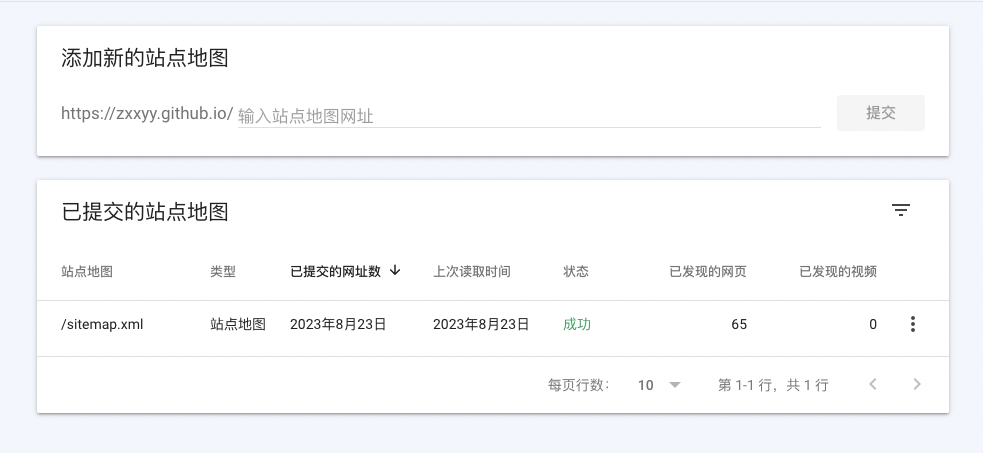 添加新的站点地图
https://zxxyy.github.io/ 输入站点地图网址 提交
已提交的站点地图
站点地图 类型 已提交的网址数 上次读取时间 状态 已发现的网页 已发现的视频
/sitemap.xml 站点地图 2023年8月23日 2023年8月23日 成功 65 0
每页行数： 10 第 1-1 行，共 1 行